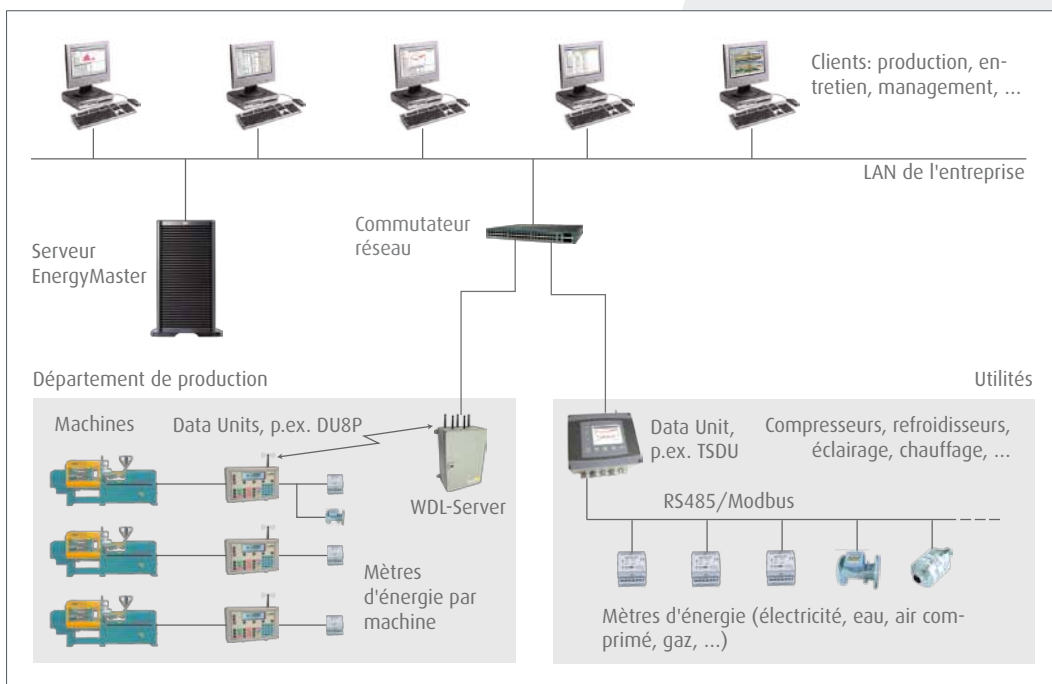 Clients: production, en-
tretien, management, ...
LAN de l'entreprise
Commutateur
réseau
Serveur
EnergyMaster
Département de production
Utilités
Machines
Data Units, p.ex. DU8P
WDL-Server
Mètres
d'énergie par
machine
Data Unit,
p.ex. TSDU
Compresseurs, refroidisseurs,
éclairage, chauffage, ...
RS485/Modbus
Mètres d'énergie (électricité, eau, air com-
primé, gaz, ...)